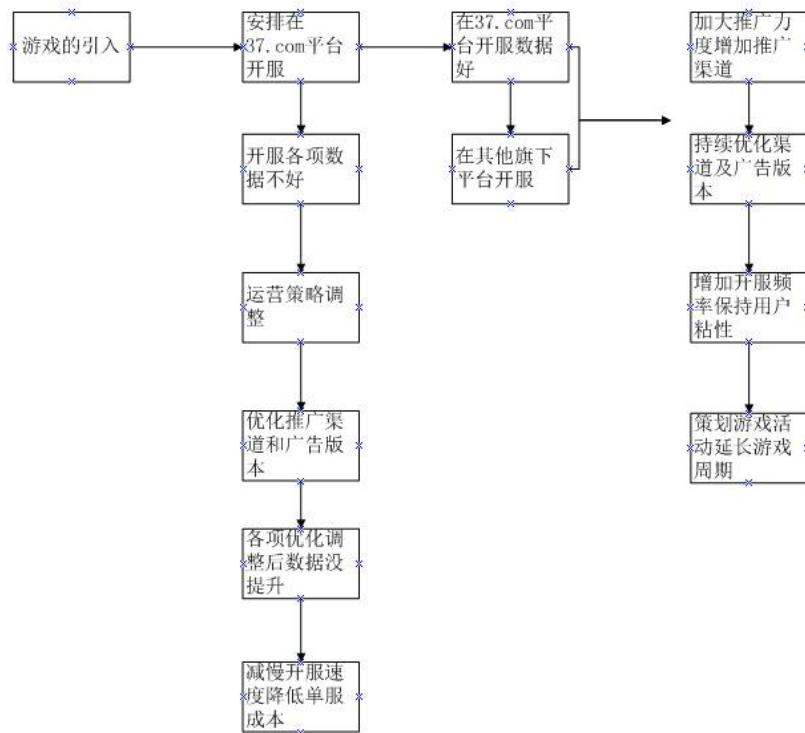 游戏的引入
安排在
37.com平台
开服
在37.com平
台开服数据
好
加大推广力
度增加推广
渠道
开服各项数
据不好
在其他旗下
平台开服
持续优化渠
道及广告版
本
运营策略调
整
增加开服频
率保持用户
粘性
优化推广渠
道和广告版
本
策划游戏活
动延长游戏
周期
各项优化调
整后数据没
提升
减慢开服速
度降低单服
成本